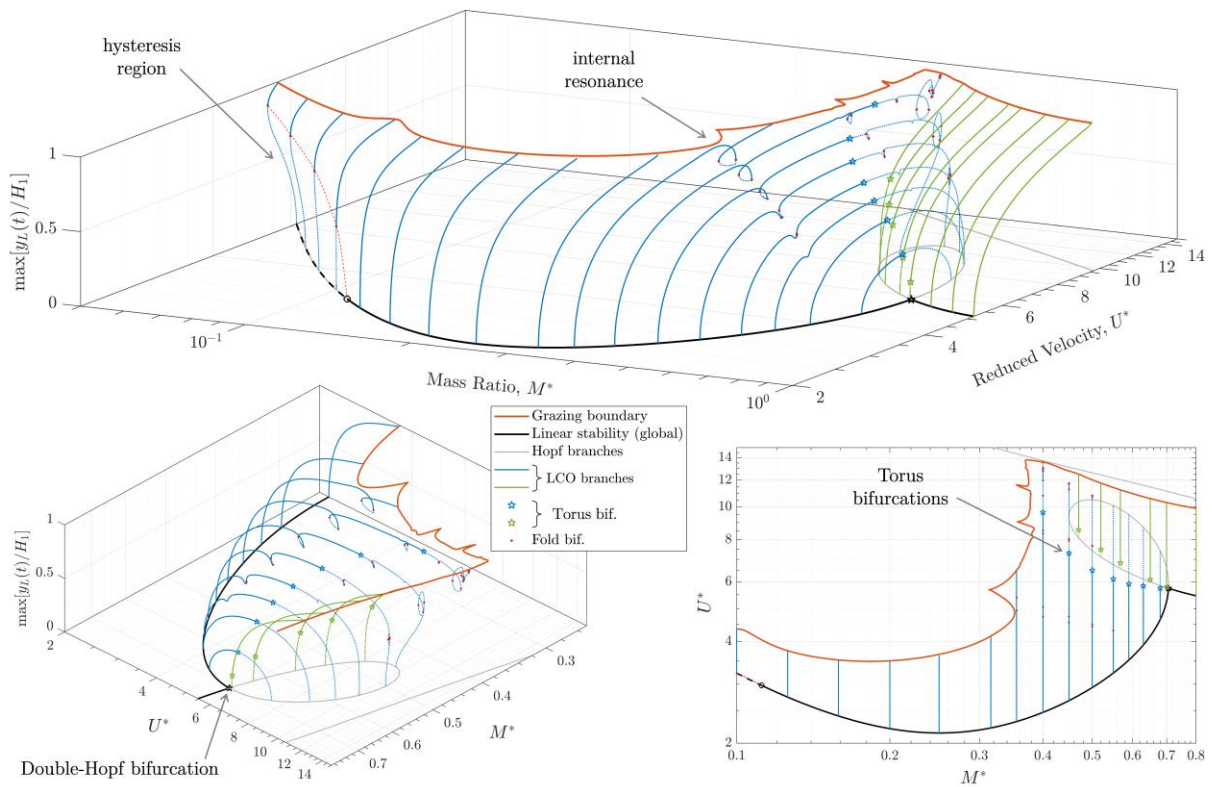 hysteresis
region
internal
resonance
max[y_L(t)/H_1]
1
0.5
0
10^{-1}
10^0
Mass Ratio, M^*
2
4
6
8
10
12
14
Reduced Velocity, U^*
Grazing boundary
Linear stability (global)
Hopf branches
LCO branches
Torus bif.
Fold bif.
max[y_L(t)/H_1]
1
0.5
0
2
4
6
8
10
12
14
U^*
0.3
0.4
0.5
0.6
0.7
M^*
Double-Hopf bifurcation
Torus
bifurcations
U^*
14
12
10
8
6
4
2
0.1
0.2
0.3
0.4
0.5
0.6
0.7
0.8
M^*